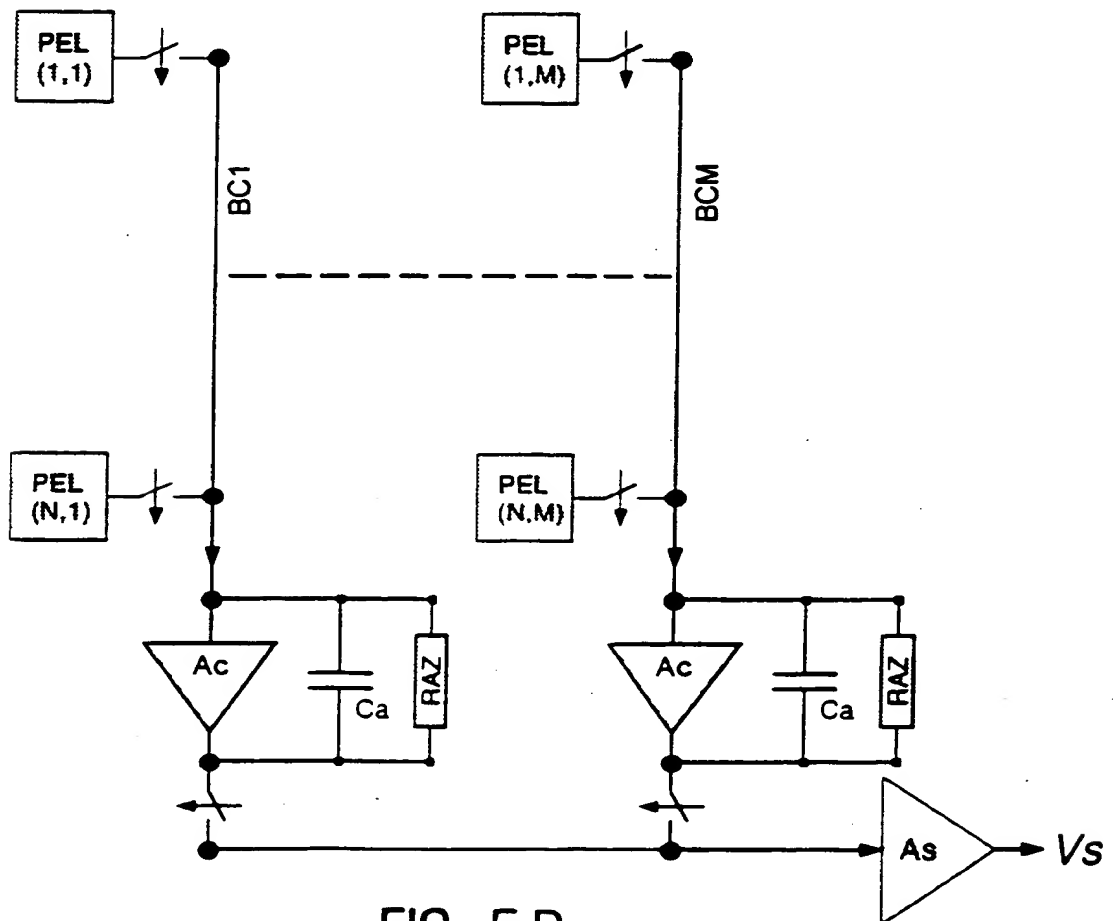 PEL
(1,1)
PEL
(1,M)
BC1
BCM
PEL
(N,1)
PEL
(N,M)
Ac
Ca
RAZ
Ac
Ca
RAZ
As
Vs